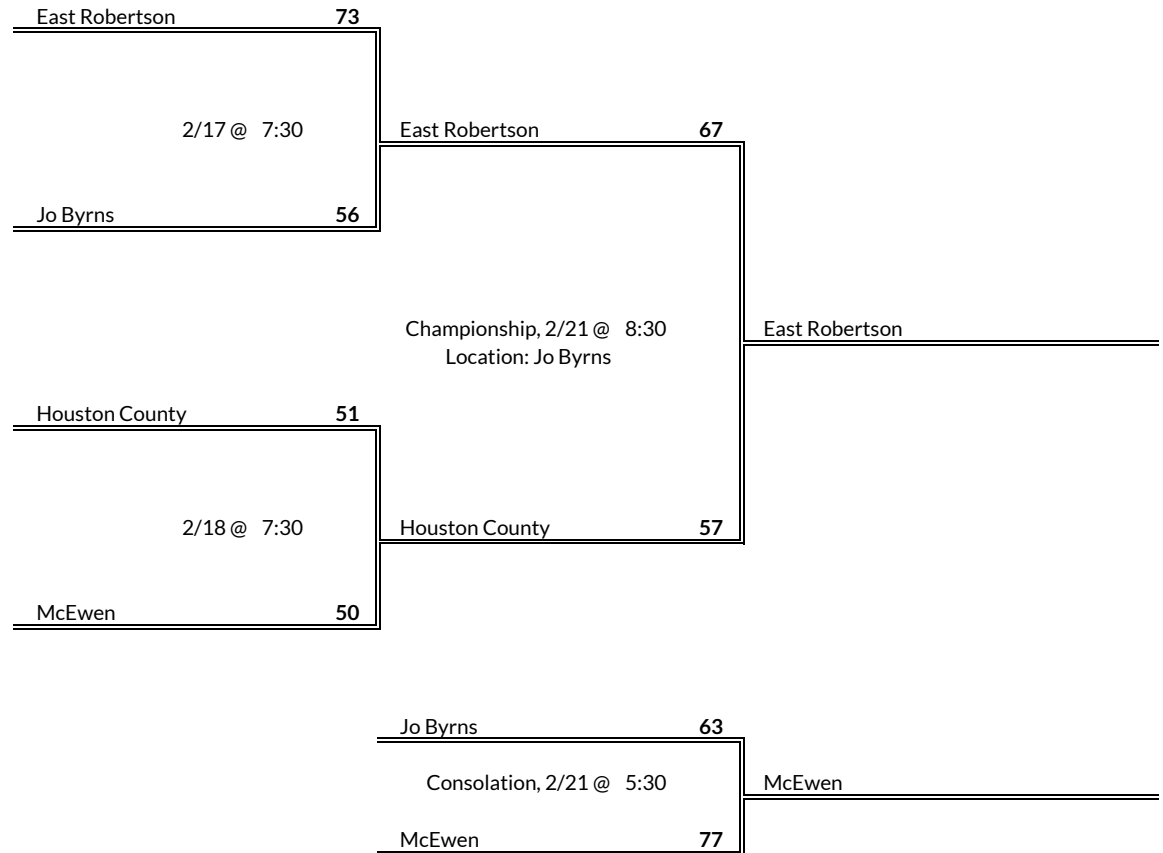 East Robertson 73
2/17 @ 7:30
East Robertson 67
Jo Byrns 56
Championship, 2/21 @ 8:30
Location: Jo Byrns
East Robertson
Houston County 51
2/18 @ 7:30
Houston County 57
McEwen 50
Jo Byrns 63
Consolation, 2/21 @ 5:30
McEwen
McEwen 77